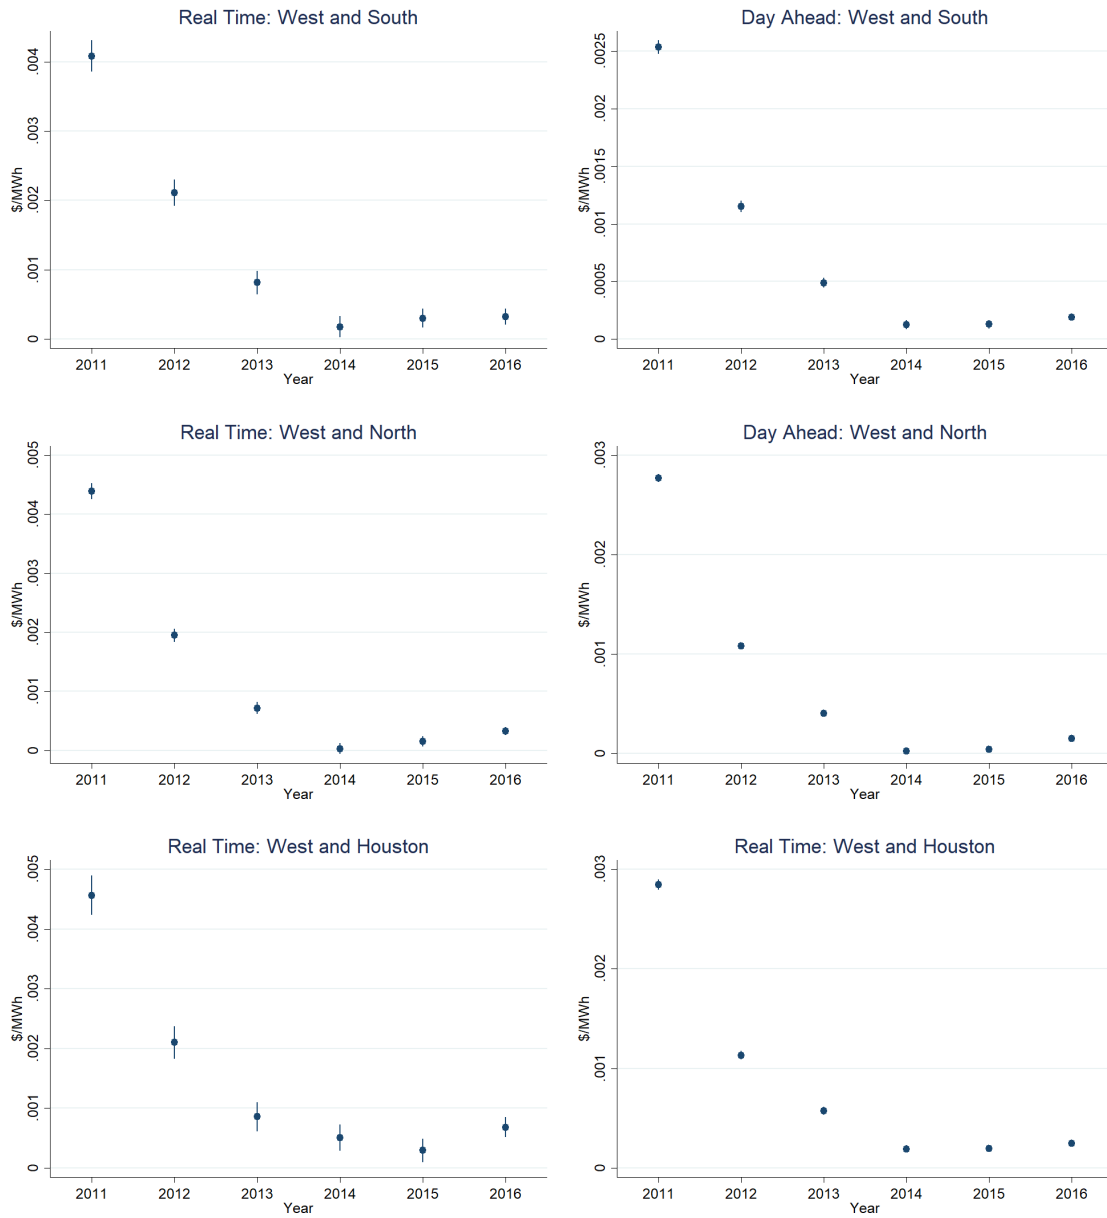 Real Time: West and South
$/MWh
.004
.003
.002
.001
0
2011 2012 2013 2014 2015 2016
Year
Day Ahead: West and South
$/MWh
.0025
.002
.0015
.001
.0005
0
2011 2012 2013 2014 2015 2016
Year
Real Time: West and North
$/MWh
.005
.004
.003
.002
.001
0
2011 2012 2013 2014 2015 2016
Year
Day Ahead: West and North
$/MWh
.003
.002
.001
0
2011 2012 2013 2014 2015 2016
Year
Real Time: West and Houston
$/MWh
.005
.004
.003
.002
.001
0
2011 2012 2013 2014 2015 2016
Year
Real Time: West and Houston
$/MWh
.003
.002
.001
0
2011 2012 2013 2014 2015 2016
Year